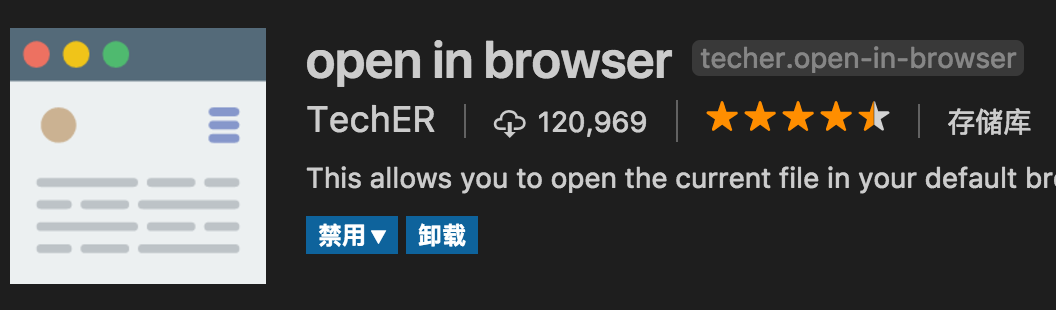 open in browser techer.open-in-browser
TechER 120,969 存储库
This allows you to open the current file in your default
禁用 卸载